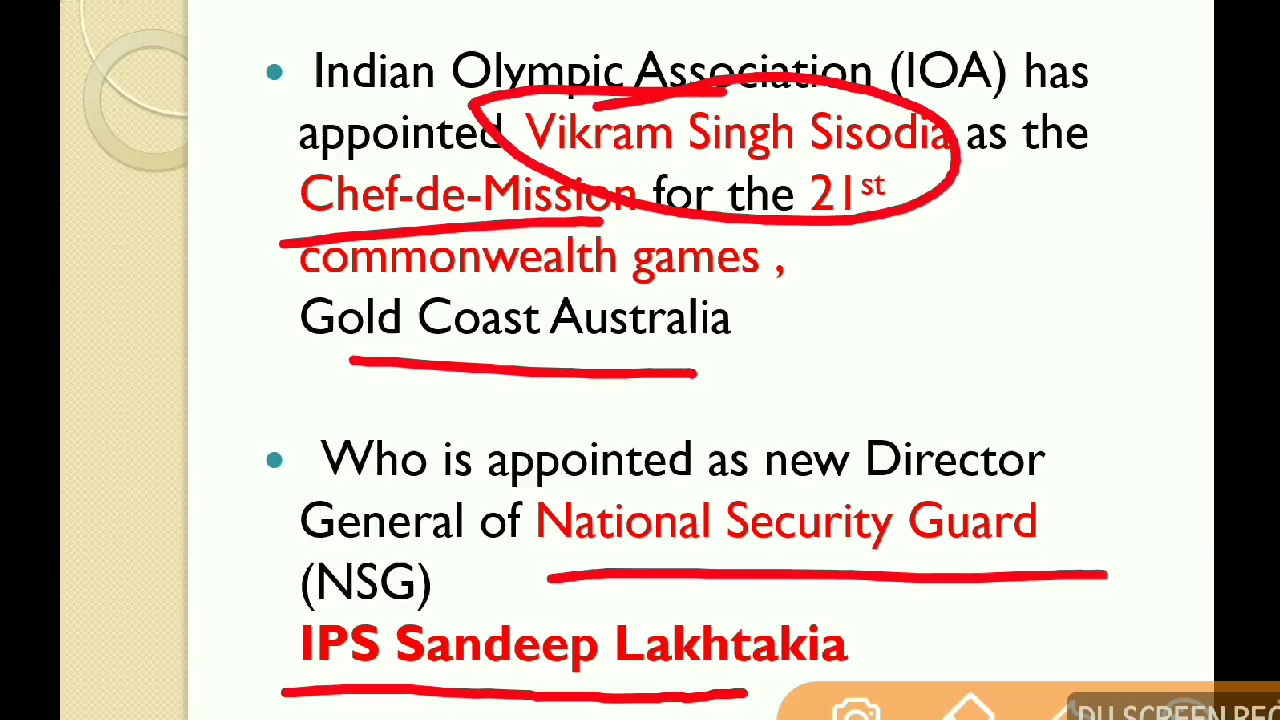 Indian Olympic Association (IOA) has
appointed Vikram Singh Sisodia as the
Chef-de-Mission for the 21st
commonwealth games ,
Gold Coast Australia
Who is appointed as new Director
General of National Security Guard
(NSG)
IPS Sandeep Lakhtakia